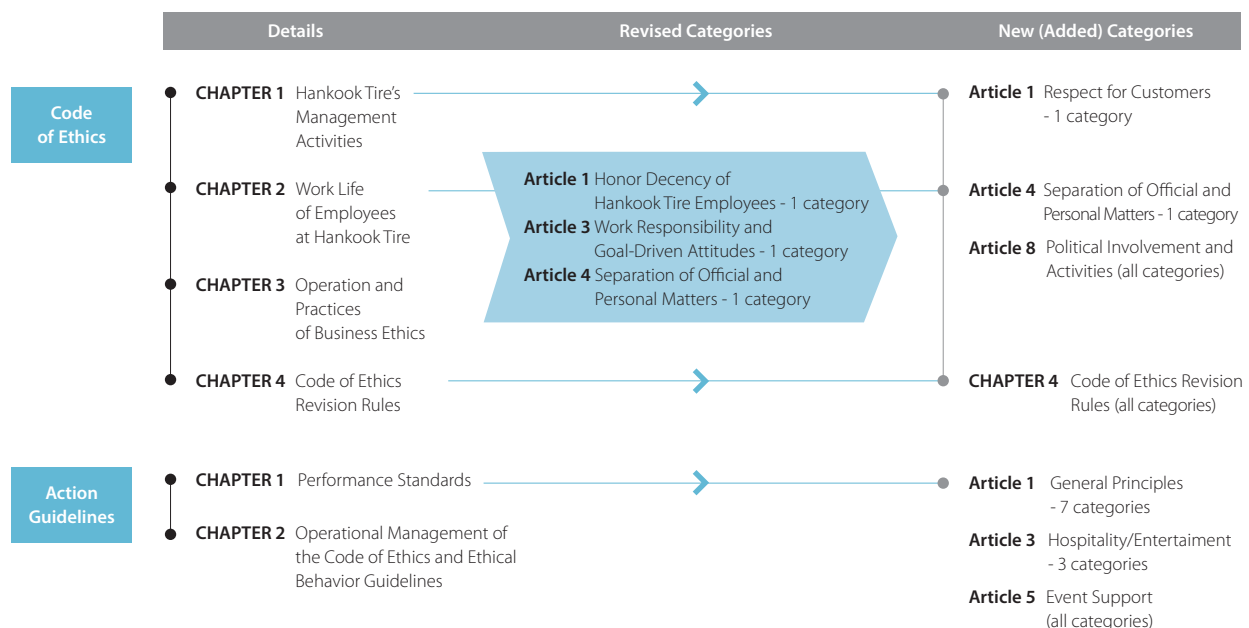 Details
Revised Categories
New (Added) Categories
Code
of Ethics
CHAPTER 1 Hankook Tire's
Management
Activities
Article 1 Respect for Customers
- 1 category
CHAPTER 2 Work Life
of Employees
at Hankook Tire
Article 1 Honor Decency of
Hankook Tire Employees - 1 category
Article 3 Work Responsibility and
Goal-Driven Attitudes - 1 category
Article 4 Separation of Official and
Personal Matters - 1 category
Article 4 Separation of Official and
Personal Matters - 1 category
Article 8 Political Involvement and
Activities (all categories)
CHAPTER 3 Operation and
Practices
of Business Ethics
CHAPTER 4 Code of Ethics
Revision Rules
CHAPTER 4 Code of Ethics Revision
Rules (all categories)
Action
Guidelines
CHAPTER 1 Performance Standards
CHAPTER 2 Operational Management of
the Code of Ethics and Ethical
Behavior Guidelines
Article 1 General Principles
- 7 categories
Article 3 Hospitality/Entertaiment
- 3 categories
Article 5 Event Support
(all categories)